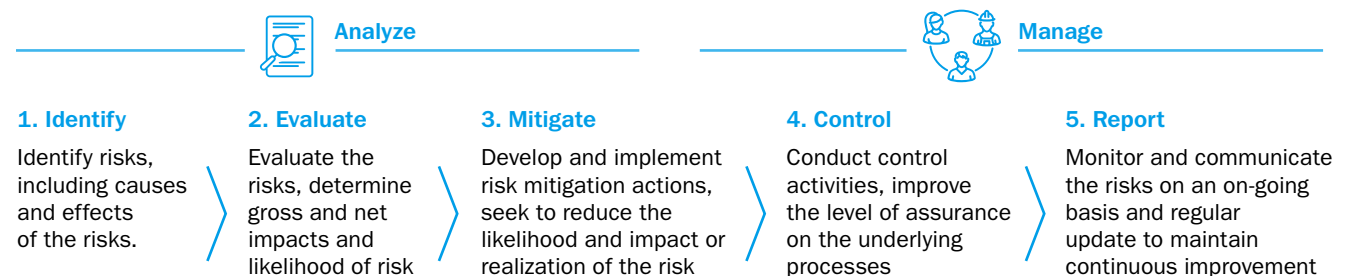 Analyze
Manage
1. Identify
Identify risks,
including causes
and effects
of the risks.
2. Evaluate
Evaluate the
risks, determine
gross and net
impacts and
likelihood of risk
3. Mitigate
Develop and implement
risk mitigation actions,
seek to reduce the
likelihood and impact or
realization of the risk
4. Control
Conduct control
activities, improve
the level of assurance
on the underlying
processes
5. Report
Monitor and communicate
the risks on an on-going
basis and regular
update to maintain
continuous improvement